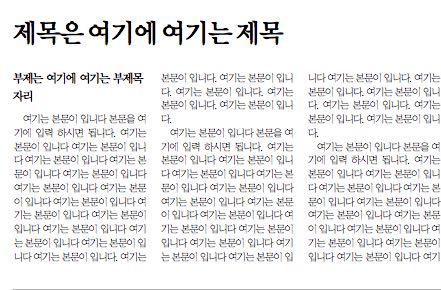 제목은 여기에 여기는 제목
부제는 여기에 여기는 부제목
자리
여기는 본문이 입니다 본문을 여
기에 입력 하시면 됩니다. 여기는
본문이 입니다 여기는 본문이 입니
다 여기는 본문이 입니다 여기는 본
문이 입니다 여기는 본문이 입니다
여기는 본문이 입니다 여기는 본문
이 입니다 여기는 본문이 입니다 여
기는 본문이 입니다 여기는 본문이
입니다 여기는 본문이 입니다 여기
는 본문이 입니다 여기는 본문이 입
니다 여기는 본문이 입니다. 여기는
본문이 입니다. 여기는 본문이 입니
다. 여기는 본문이 입니다. 여기는
본문이 입니다. 여기는 본문이 입니
다.
여기는 본문이 입니다 본문을 여
기에 입력 하시면 됩니다. 여기는
본문이 입니다 여기는 본문이 입니
다 여기는 본문이 입니다 여기는 본
문이 입니다 여기는 본문이 입니다
여기는 본문이 입니다 여기는 본문
이 입니다 여기는 본문이 입니다 여
기는 본문이 입니다 여기는 본문이
입니다 여기는 본문이 입니다 여기
는 본문이 입니다 여기는 본문이 입
니다 여기는 본문이 입니다. 여기는
본문이 입니다. 여기는 본문이 입니
다. 여기는 본문이 입니다. 여기는
본문이 입니다. 여기는 본문이 입니
다.
여기는 본문이 입니다 본문을 여
기에 입력 하시면 됩니다. 여기는
본문이 입니다 여기는 본문이 입니
다 여기는 본문이 입니다 여기는 본
문이 입니다 여기는 본문이 입니다
여기는 본문이 입니다 여기는 본문
이 입니다 여기는 본문이 입니다 여
기는 본문이 입니다 여기는 본문이
입니다 여기는 본문이 입니다 여기